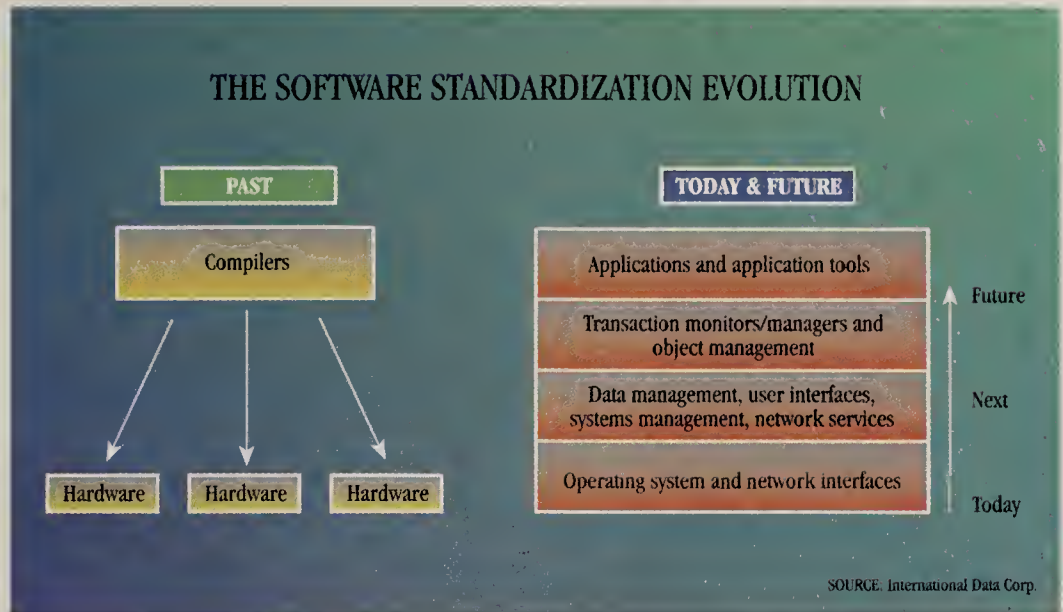 THE SOFTWARE STANDARDIZATION EVOLUTION
PAST
Compilers
Hardware
Hardware
Hardware
TODAY & FUTURE
Applications and application tools
Transaction monitors/managers and
object management
Data management, user interfaces,
systems management, network services
Operating system and network interfaces
Future
Next
Today
SOURCE: International Data Corp.